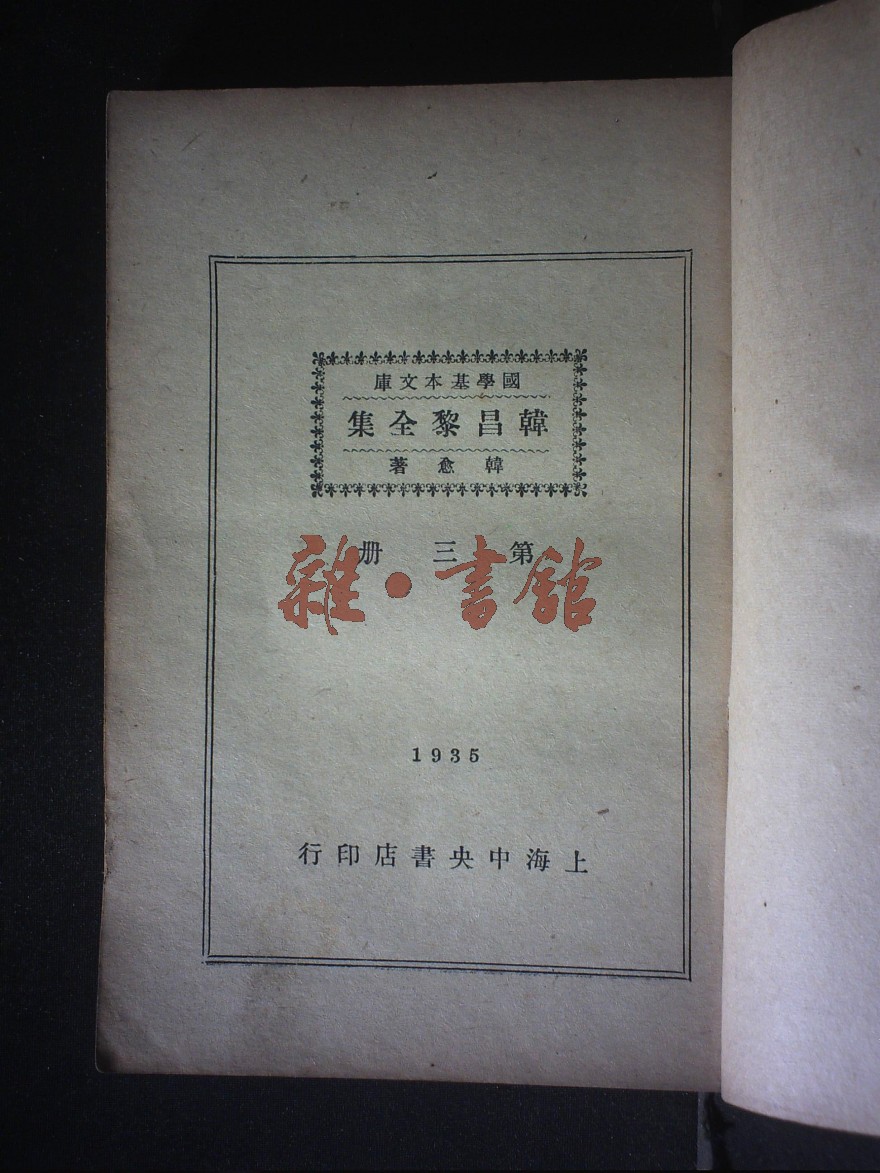 國學基本文庫
韓昌黎全集
韓愈著
第三册
雜·書館
1935
上海中央書店印行